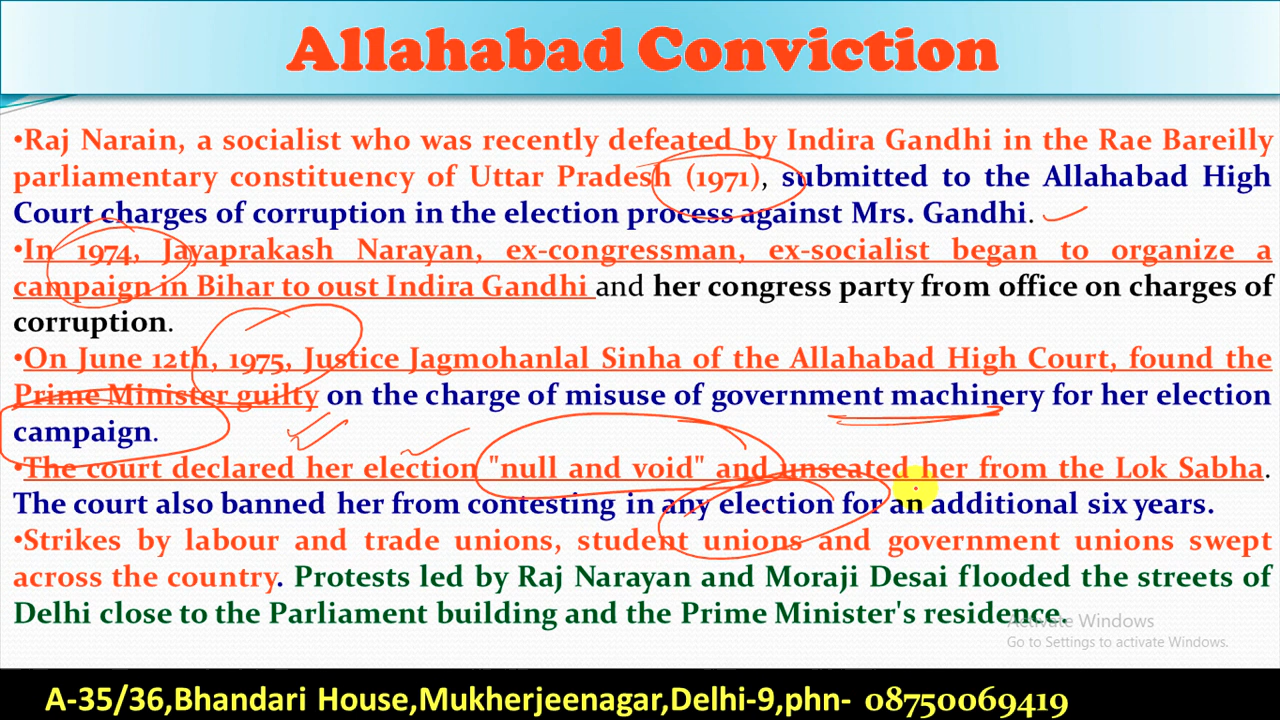 Allahabad Conviction
•Raj Narain, a socialist who was recently defeated by Indira Gandhi in the Rae Bareilly
parliamentary constituency of Uttar Pradesh (1971), submitted to the Allahabad High
Court charges of corruption in the election process against Mrs. Gandhi.
•In 1974, Jayaprakash Narayan, ex-congressman, ex-socialist began to organize a
campaign in Bihar to oust Indira Gandhi and her congress party from office on charges of
corruption.
•On June 12th, 1975, Justice Jagmohanlal Sinha of the Allahabad High Court, found the
Prime Minister guilty on the charge of misuse of government machinery for her election
campaign.
•The court declared her election "null and void" and unseated her from the Lok Sabha.
The court also banned her from contesting in any election for an additional six years.
•Strikes by labour and trade unions, student unions and government unions swept
across the country. Protests led by Raj Narayan and Moraji Desai flooded the streets of
Delhi close to the Parliament building and the Prime Minister's residence.
Activate Windows
Go to Settings to activate Windows.
A-35/36,Bhandari House,Mukherjeenagar,Delhi-9,phn- 08750069419